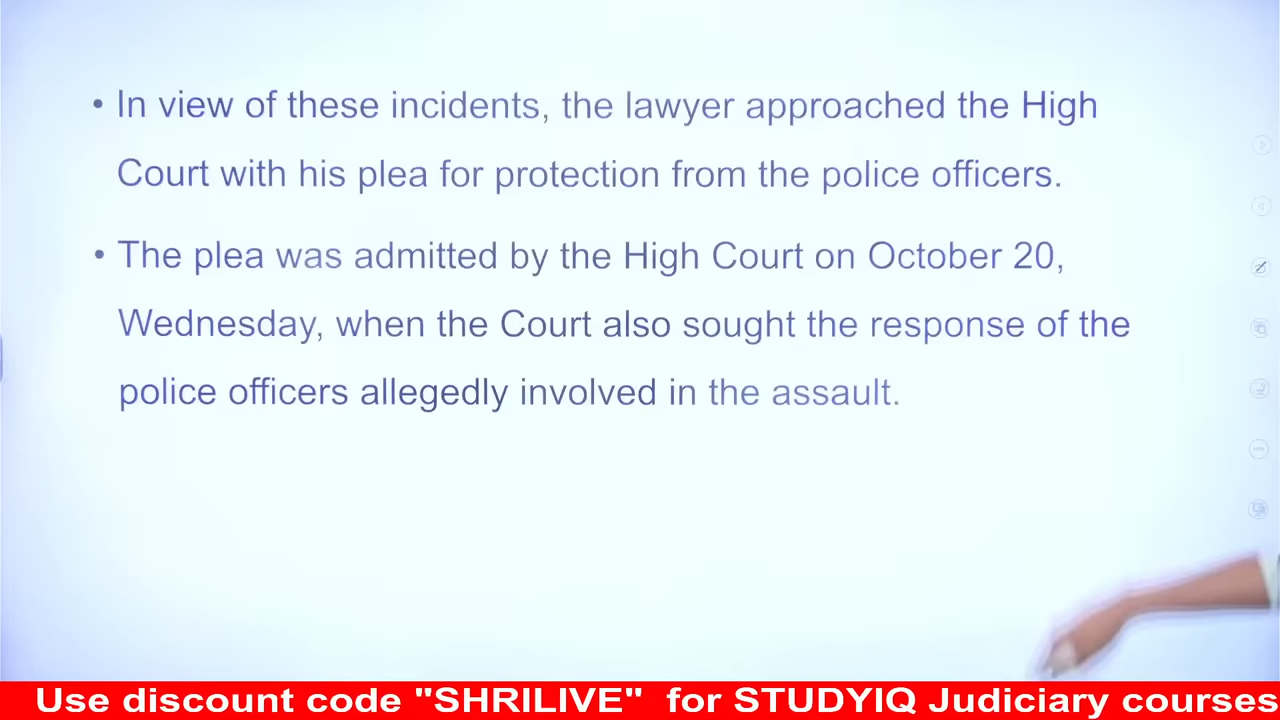 • In view of these incidents, the lawyer approached the High
Court with his plea for protection from the police officers.
• The plea was admitted by the High Court on October 20,
Wednesday, when the Court also sought the response of the
police officers allegedly involved in the assault.
Use discount code "SHRILIVE" for STUDYIQ Judiciary courses